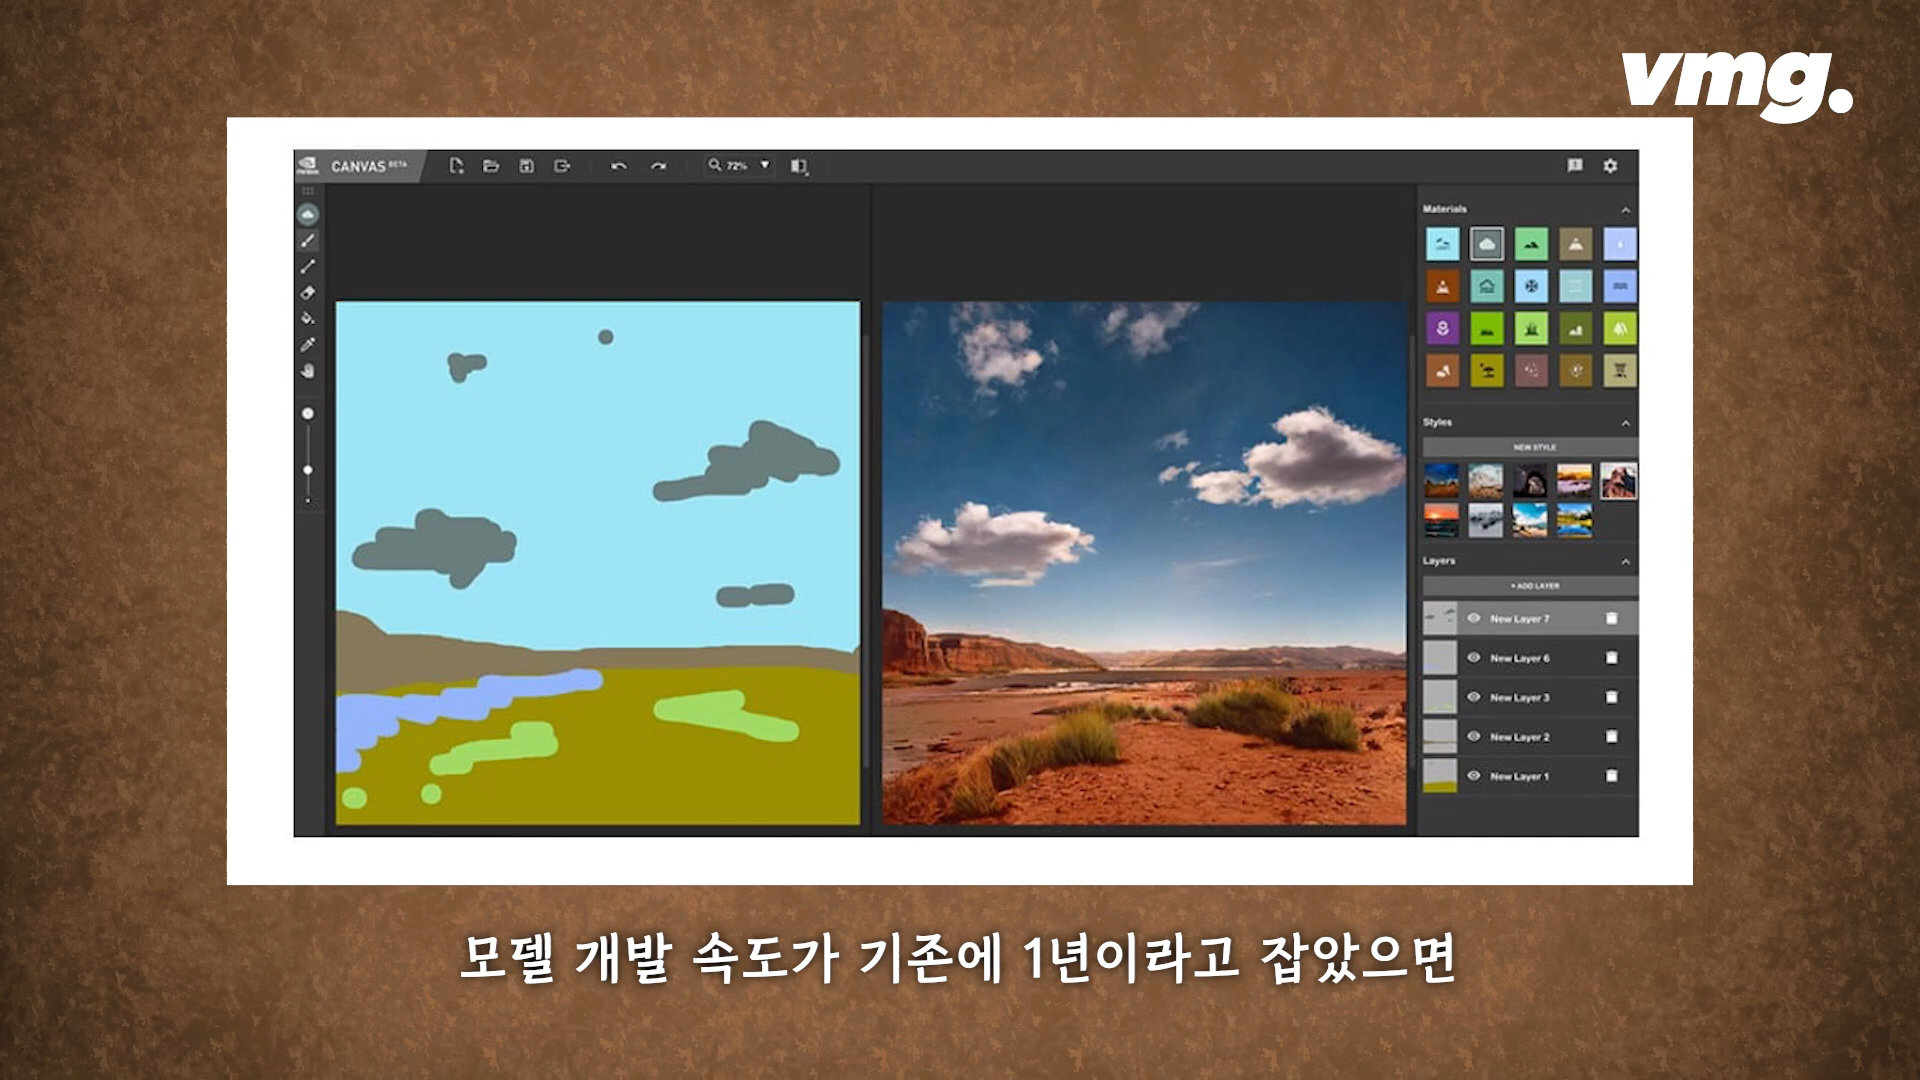 vmg.
NVIDIA
CANVAS BETA
72%
Materials
Styles
NEW STYLE
Layers
+ ADD LAYER
New Layer 7
New Layer 6
New Layer 3
New Layer 2
New Layer 1
모델 개발 속도가 기존에 1년이라고 잡았으면